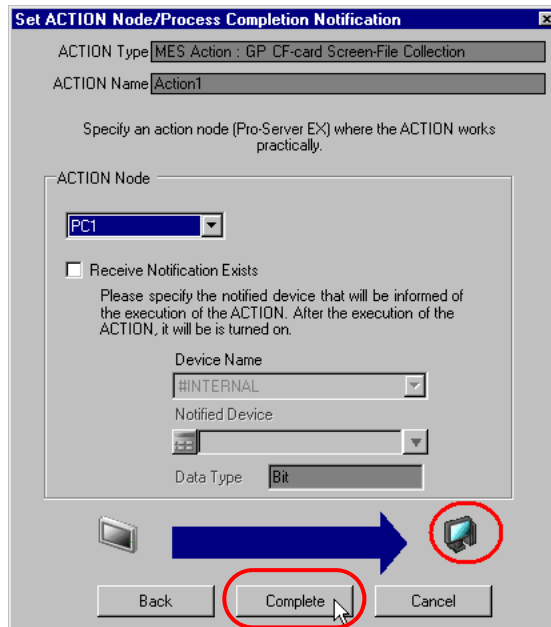 Set ACTION Node/Process Completion Notification
ACTION Type MES Action : GP CF-card Screen-File Collection
ACTION Name Action1
Specify an action node (Pro-Server EX) where the ACTION works
practically.
ACTION Node
PC1
Receive Notification Exists
Please specify the notified device that will be informed of
the execution of the ACTION. After the execution of the
ACTION, it will be is turned on.
Device Name
#INTERNAL
Notified Device
Data Type Bit
Back Complete Cancel